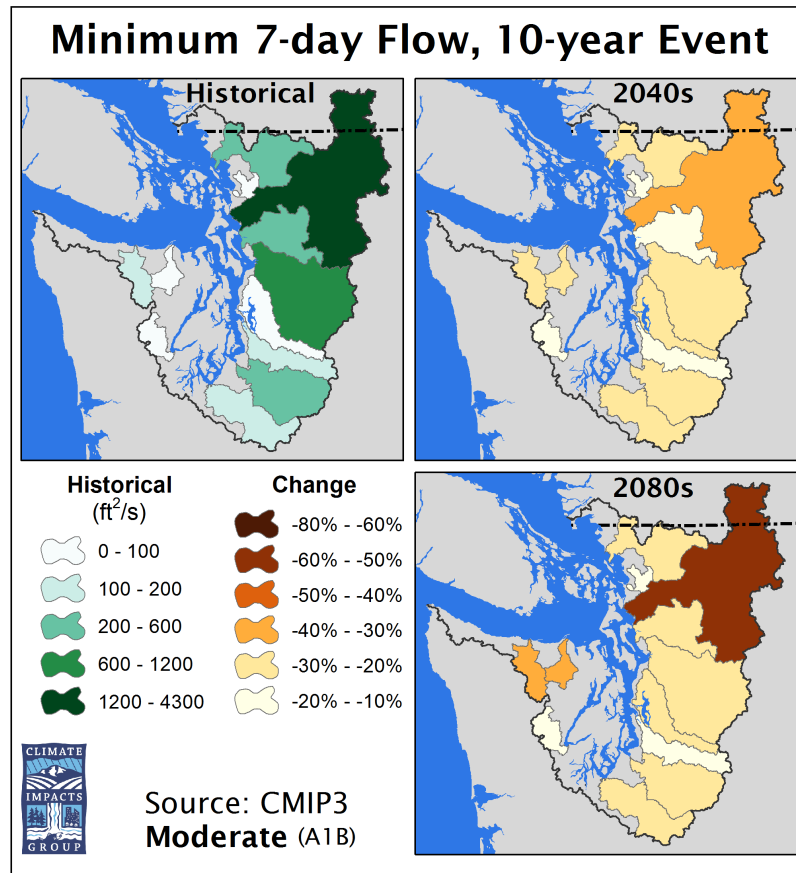 Minimum 7-day Flow, 10-year Event
Historical
2040s
Historical
(ft²/s)
0 - 100
100 - 200
200 - 600
600 - 1200
1200 - 4300
Change
-80% - -60%
-60% - -50%
-50% - -40%
-40% - -30%
-30% - -20%
-20% - -10%
2080s
CLIMATE
IMPACTS
GROUP
Source: CMIP3
Moderate (A1B)